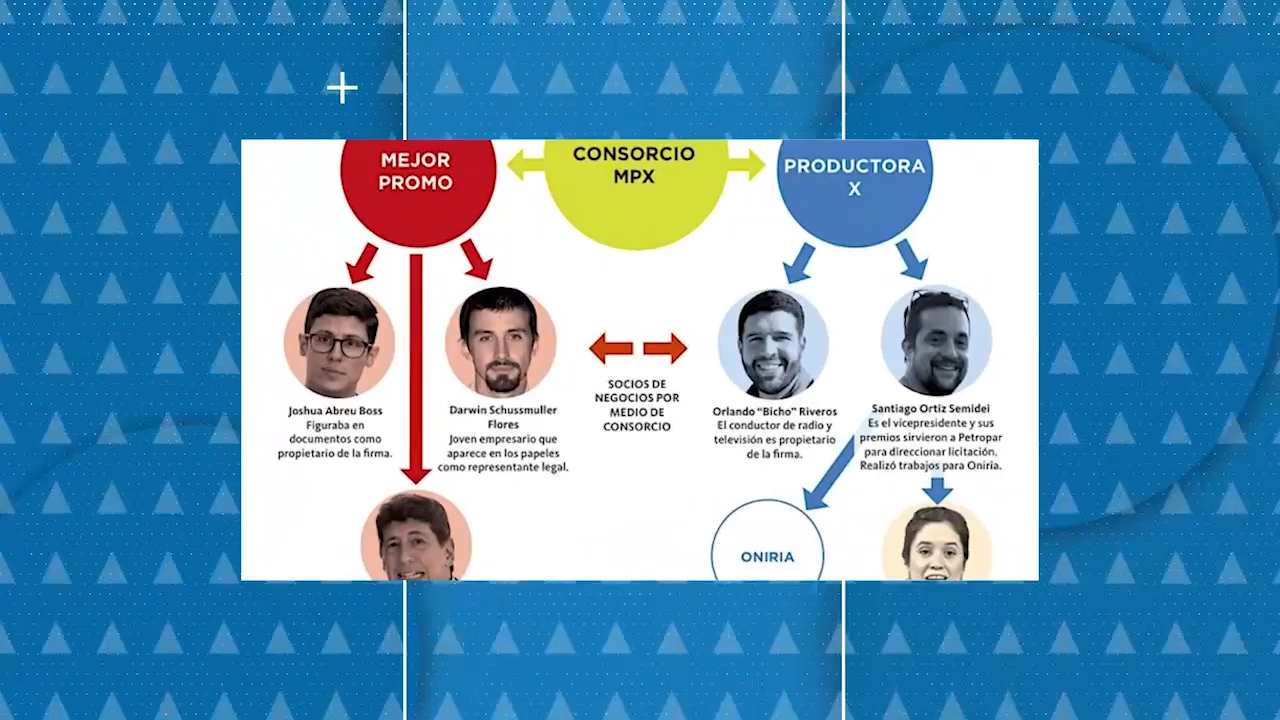 MEJOR
PROMO
CONSORCIO
MPX
PRODUCTORA
X
Joshua Abreu Boss
Figuraba en
documentos como
propietario de la firma.
Darwin Schussmuller
Flores
Joven empresario que
aparece en los papeles
como representante legal.
SOCIOS DE
NEGOCIOS POR
MEDIO DE
CONSORCIO
Orlando “Bicho” Riveros
El conductor de radio y
televisión es propietario
de la firma.
Santiago Ortiz Semidei
Es el vicepresidente y sus
premios sirvieron a Petropar
para direccionar licitación.
Realizó trabajos para Oniria.
ONIRIA